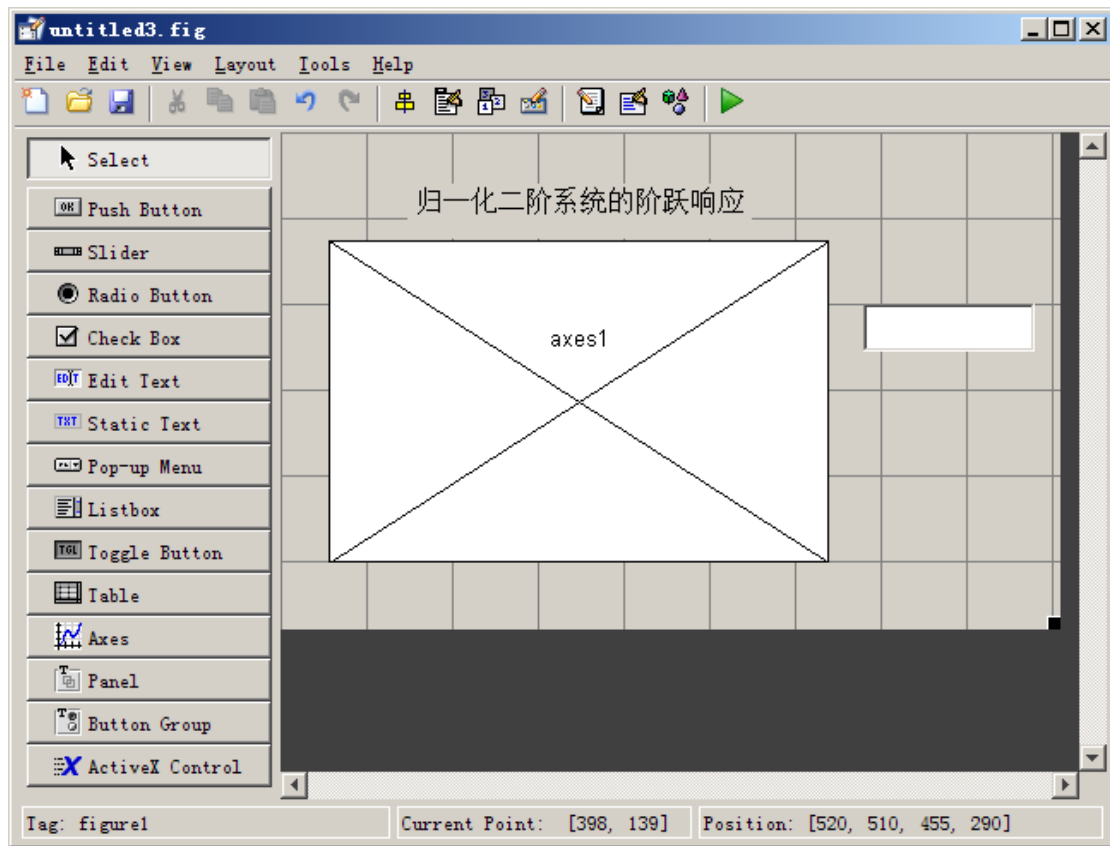 untitled3.fig
File Edit View Layout Tools Help
Select
Push Button
Slider
Radio Button
Check Box
Edit Text
Static Text
Pop-up Menu
Listbox
Toggle Button
Table
Axes
Panel
Button Group
ActiveX Control
归一化二阶系统的阶跃响应
axes1
Tag: figure1
Current Point: [398, 139]
Position: [520, 510, 455, 290]